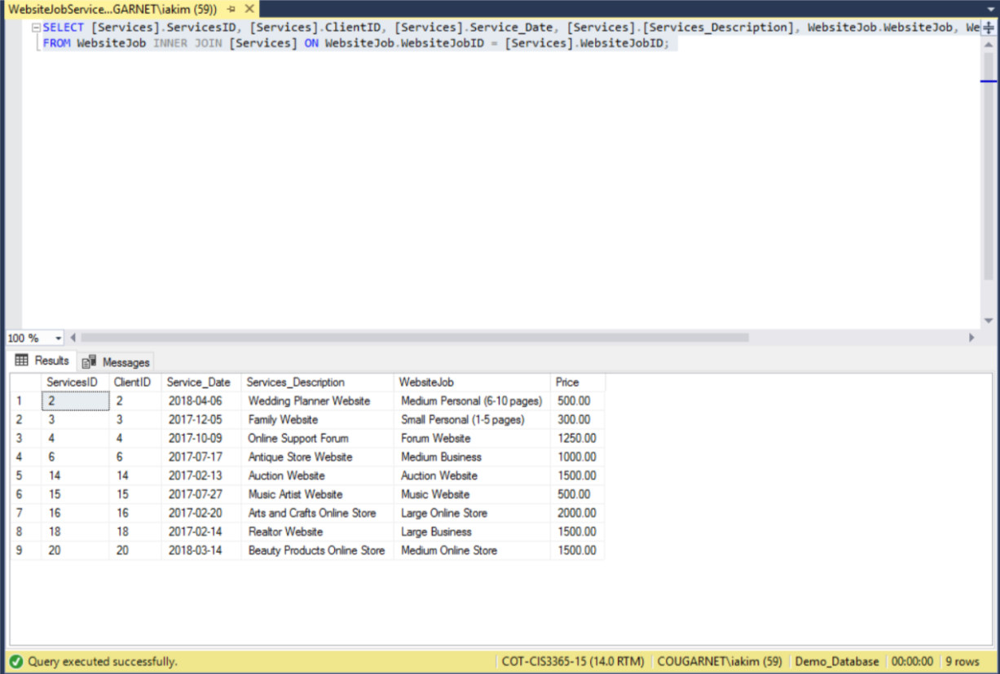 WebsiteJobService...GARNET\iakim (59))
SELECT [Services].ServicesID, [Services].ClientID, [Services].Service_Date, [Services].[Services_Description], WebsiteJob.WebsiteJob, We
FROM WebsiteJob INNER JOIN [Services] ON WebsiteJob.WebsiteJobID = [Services].WebsiteJobID;
100 %
Results Messages
ServicesID ClientID Service_Date Services_Description WebsiteJob Price
1 2 2 2018-04-06 Wedding Planner Website Medium Personal (6-10 pages) 500.00
2 3 3 2017-12-05 Family Website Small Personal (1-5 pages) 300.00
3 4 4 2017-10-09 Online Support Forum Forum Website 1250.00
4 6 6 2017-07-17 Antique Store Website Medium Business 1000.00
5 14 14 2017-02-13 Auction Website Auction Website 1500.00
6 15 15 2017-07-27 Music Artist Website Music Website 500.00
7 16 16 2017-02-20 Arts and Crafts Online Store Large Online Store 2000.00
8 18 18 2017-02-14 Realtor Website Large Business 1500.00
9 20 20 2018-03-14 Beauty Products Online Store Medium Online Store 1500.00
Query executed successfully. COT-CIS3365-15 (14.0 RTM) COUGARNET\iakim (59) Demo_Database 00:00:00 9 rows